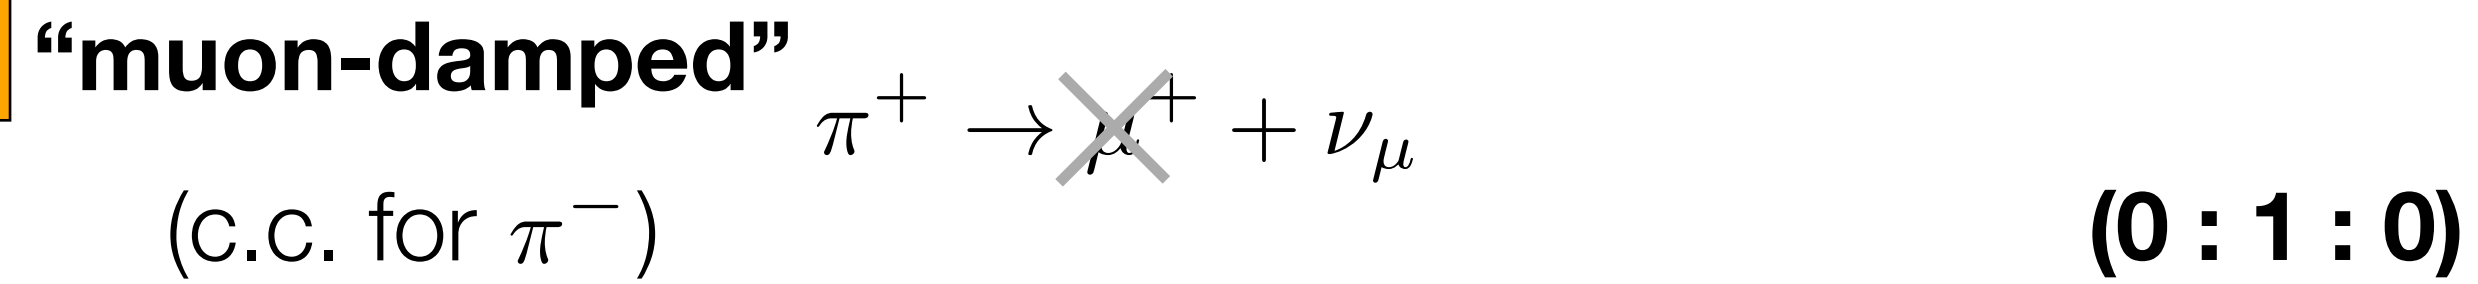 “muon-damped”
π⁺ → μ⁺ + ν_μ
(c.c. for π⁻)
(0 : 1 : 0)